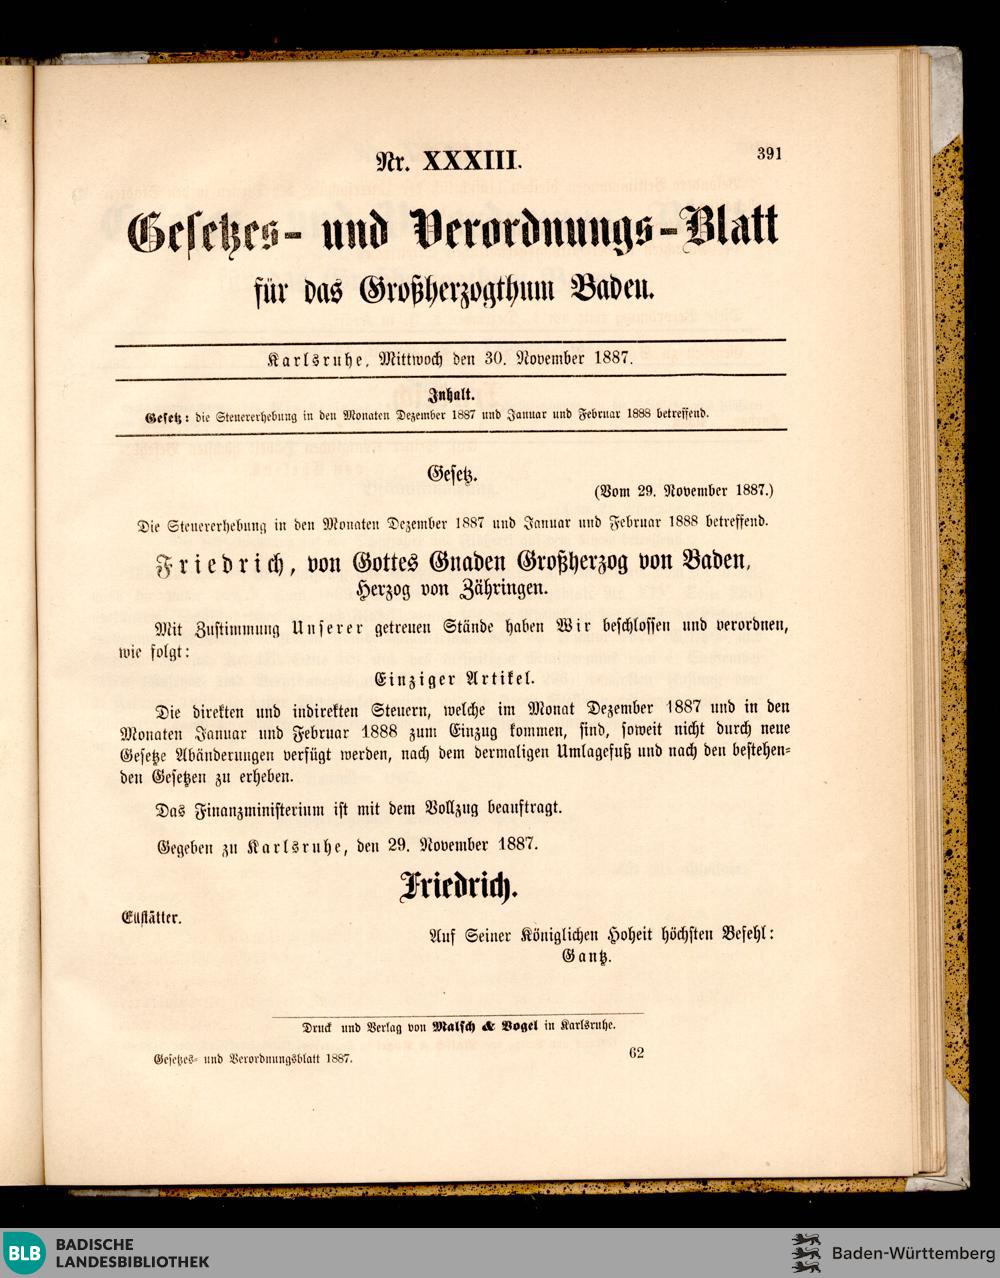 391
Nr. XXXIII.
Gesetzes- und Verordnungs-Blatt
für das Großherzogthum Baden.
Karlsruhe, Mittwoch den 30. November 1887.
Inhalt.
Gesetz: die Steuererhebung in den Monaten Dezember 1887 und Januar und Februar 1888 betreffend.
Gesetz.
(Vom 29. November 1887.)
Die Steuererhebung in den Monaten Dezember 1887 und Januar und Februar 1888 betreffend.
Friedrich, von Gottes Gnaden Großherzog von Baden,
Herzog von Zähringen.
Mit Zustimmung Unserer getreuen Stände haben Wir beschlossen und verordnen,
wie folgt:
Einziger Artikel.
Die direkten und indirekten Steuern, welche im Monat Dezember 1887 und in den
Monaten Januar und Februar 1888 zum Einzug kommen, sind, soweit nicht durch neue
Gesetze Abänderungen verfügt werden, nach dem dermaligen Umlagefuß und nach den bestehen-
den Gesetzen zu erheben.
Das Finanzministerium ist mit dem Vollzug beauftragt.
Gegeben zu Karlsruhe, den 29. November 1887.
Friedrich.
Ellstätter.
Auf Seiner Königlichen Hoheit höchsten Befehl:
Gantz.
Druck und Verlag von Malsch & Vogel in Karlsruhe.
Gesetzes- und Verordnungsblatt 1887.
62
BLB BADISCHE
LANDESBIBLIOTHEK
Baden-Württemberg